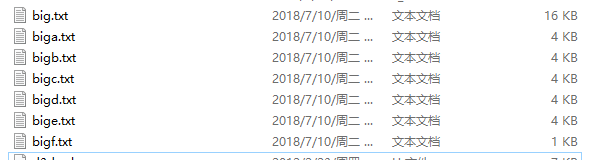 big.txt 2018/7/10/周二 ... 文本文档 16 KB
biga.txt 2018/7/10/周二 ... 文本文档 4 KB
bigb.txt 2018/7/10/周二 ... 文本文档 4 KB
bigc.txt 2018/7/10/周二 ... 文本文档 4 KB
bigd.txt 2018/7/10/周二 ... 文本文档 4 KB
bige.txt 2018/7/10/周二 ... 文本文档 4 KB
bigf.txt 2018/7/10/周二 ... 文本文档 1 KB